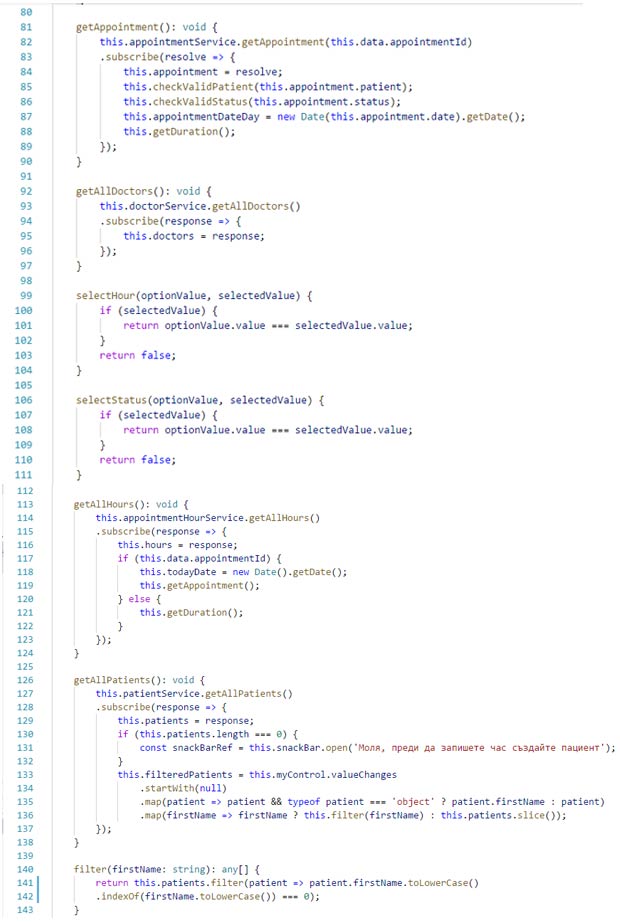 80
81 getAppointment(): void {
82 this.appointmentService.getAppointment(this.data.appointmentId)
83 .subscribe(resolve => {
84 this.appointment = resolve;
85 this.checkValidPatient(this.appointment.patient);
86 this.checkValidStatus(this.appointment.status);
87 this.appointmentDateDay = new Date(this.appointment.date).getDate();
88 this.getDuration();
89 });
90 }
91
92 getAllDoctors(): void {
93 this.doctorService.getAllDoctors()
94 .subscribe(response => {
95 this.doctors = response;
96 });
97 }
98
99 selectHour(optionValue, selectedValue) {
100 if (selectedValue) {
101 return optionValue.value === selectedValue.value;
102 }
103 return false;
104 }
105
106 selectStatus(optionValue, selectedValue) {
107 if (selectedValue) {
108 return optionValue.value === selectedValue.value;
109 }
110 return false;
111 }
112
113 getAllHours(): void {
114 this.appointmentHourService.getAllHours()
115 .subscribe(response => {
116 this.hours = response;
117 if (this.data.appointmentId) {
118 this.todayDate = new Date().getDate();
119 this.getAppointment();
120 } else {
121 this.getDuration();
122 }
123 });
124 }
125
126 getAllPatients(): void {
127 this.patientService.getAllPatients()
128 .subscribe(response => {
129 this.patients = response;
130 if (this.patients.length === 0) {
131 const snackBarRef = this.snackBar.open('Моля, преди да запишете час създайте пациент');
132 }
133 this.filteredPatients = this.myControl.valueChanges
134 .startWith(null)
135 .map(patient => patient && typeof patient === 'object' ? patient.firstName : patient)
136 .map(firstName => firstName ? this.filter(firstName) : this.patients.slice());
137 });
138 }
139
140 filter(firstName: string): any[] {
141 return this.patients.filter(patient => patient.firstName.toLowerCase()
142 .indexOf(firstName.toLowerCase()) === 0);
143 }